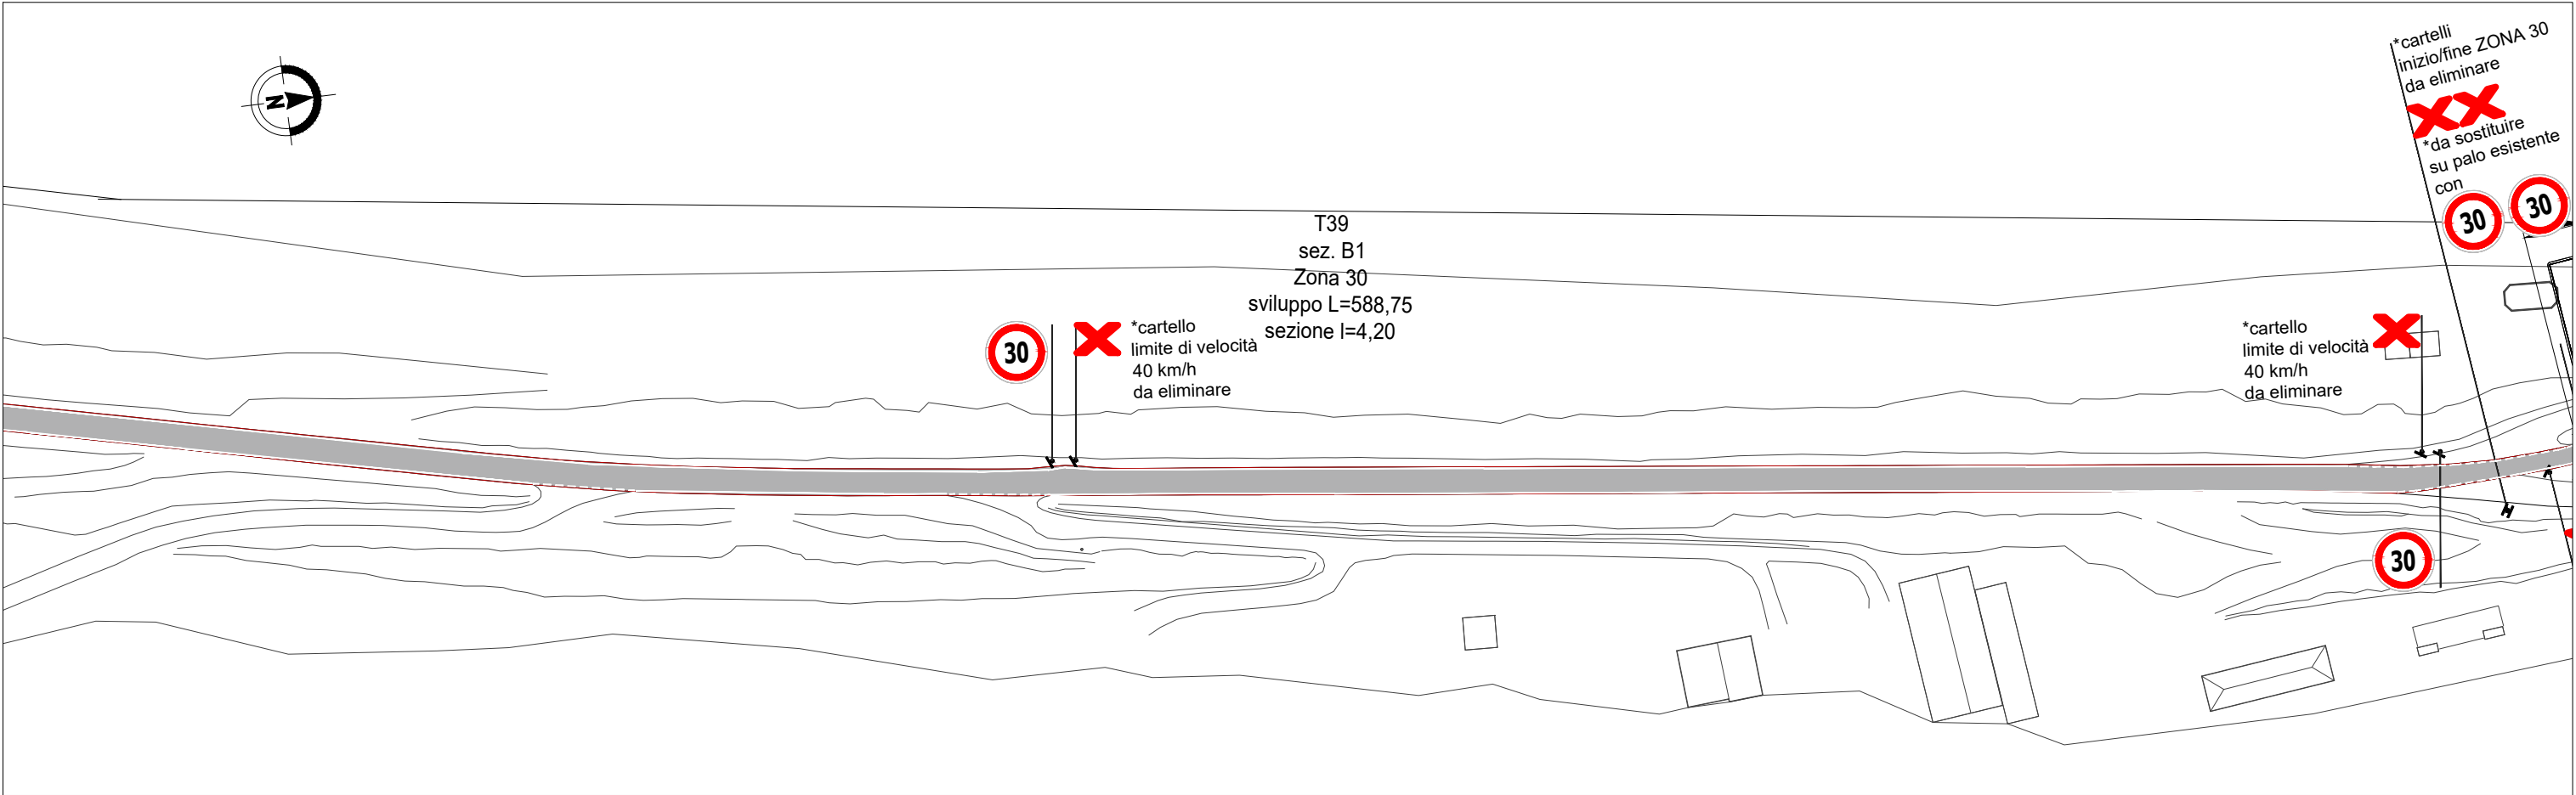 N
T39
sez. B1
Zona 30
sviluppo L=588,75
sezione l=4,20
30
*cartello
limite di velocità
40 km/h
da eliminare
*cartello
limite di velocità
40 km/h
da eliminare
*cartelli
inizio/fine ZONA 30
da eliminare
*da sostituire
su palo esistente
con
30
30
30